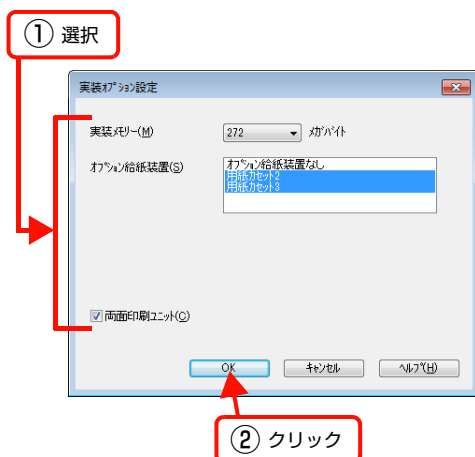 ① 選択
実装ｵﾌﾟｼｮﾝ設定
実装ﾒﾓﾘｰ(M) 272 ﾒｶﾞﾊﾞｲﾄ
ｵﾌﾟｼｮﾝ給紙装置(S) ｵﾌﾟｼｮﾝ給紙装置なし
用紙ｶｾｯﾄ2
用紙ｶｾｯﾄ3
両面印刷ﾕﾆｯﾄ(C)
OK ｷｬﾝｾﾙ ﾍﾙﾌﾟ(H)
② クリック